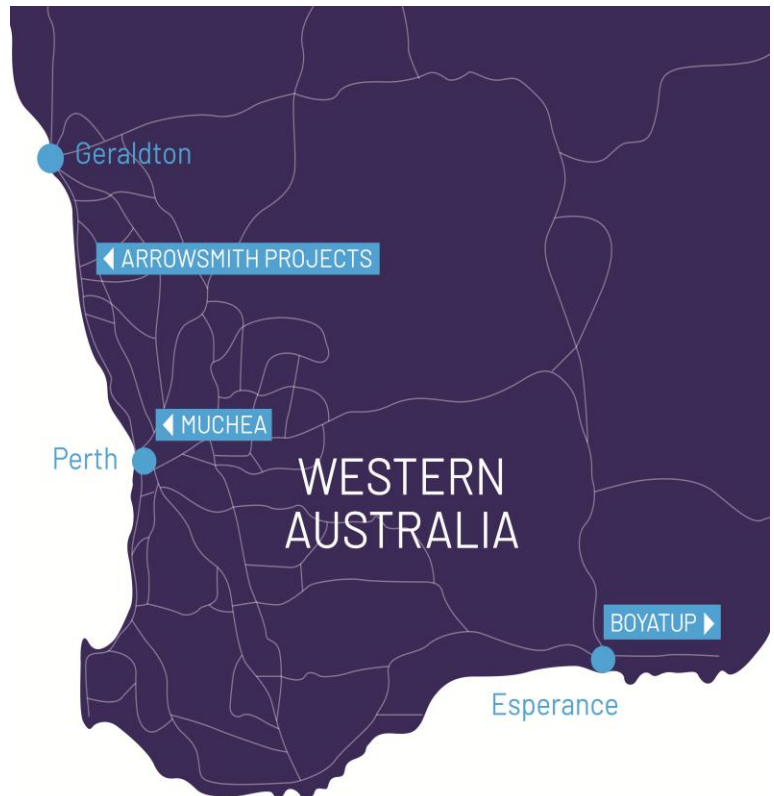 Geraldton
ARROWSMITH PROJECTS
MUCHEA
Perth
WESTERN
AUSTRALIA
BOYATUP
Esperance